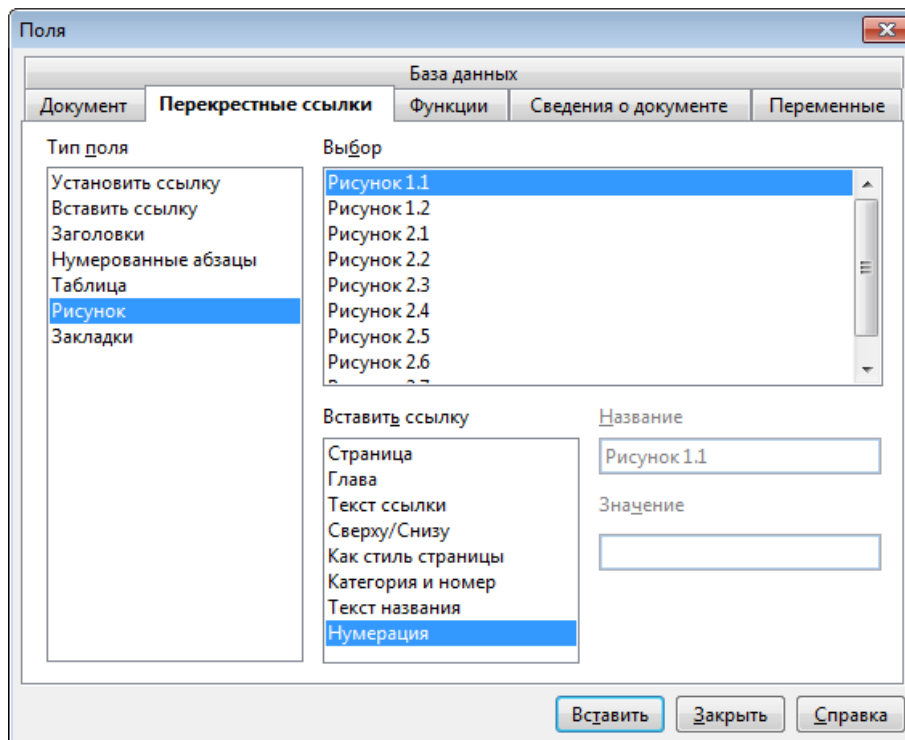 Поля
База данных
Документ Перекрестные ссылки Функции Сведения о документе Переменные
Тип поля
Установить ссылку
Вставить ссылку
Заголовки
Нумерованные абзацы
Таблица
Рисунок
Закладки
Выбор
Рисунок 1.1
Рисунок 1.2
Рисунок 2.1
Рисунок 2.2
Рисунок 2.3
Рисунок 2.4
Рисунок 2.5
Рисунок 2.6
Вставить ссылку
Страница
Глава
Текст ссылки
Сверху/Снизу
Как стиль страницы
Категория и номер
Текст названия
Нумерация
Название
Рисунок 1.1
Значение
Вставить Закрыть Справка